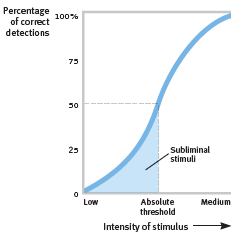 Percentage
of correct
detections
100%
75
50
25
0
Subliminal
stimuli
Low
Absolute
threshold
Medium
Intensity of stimulus